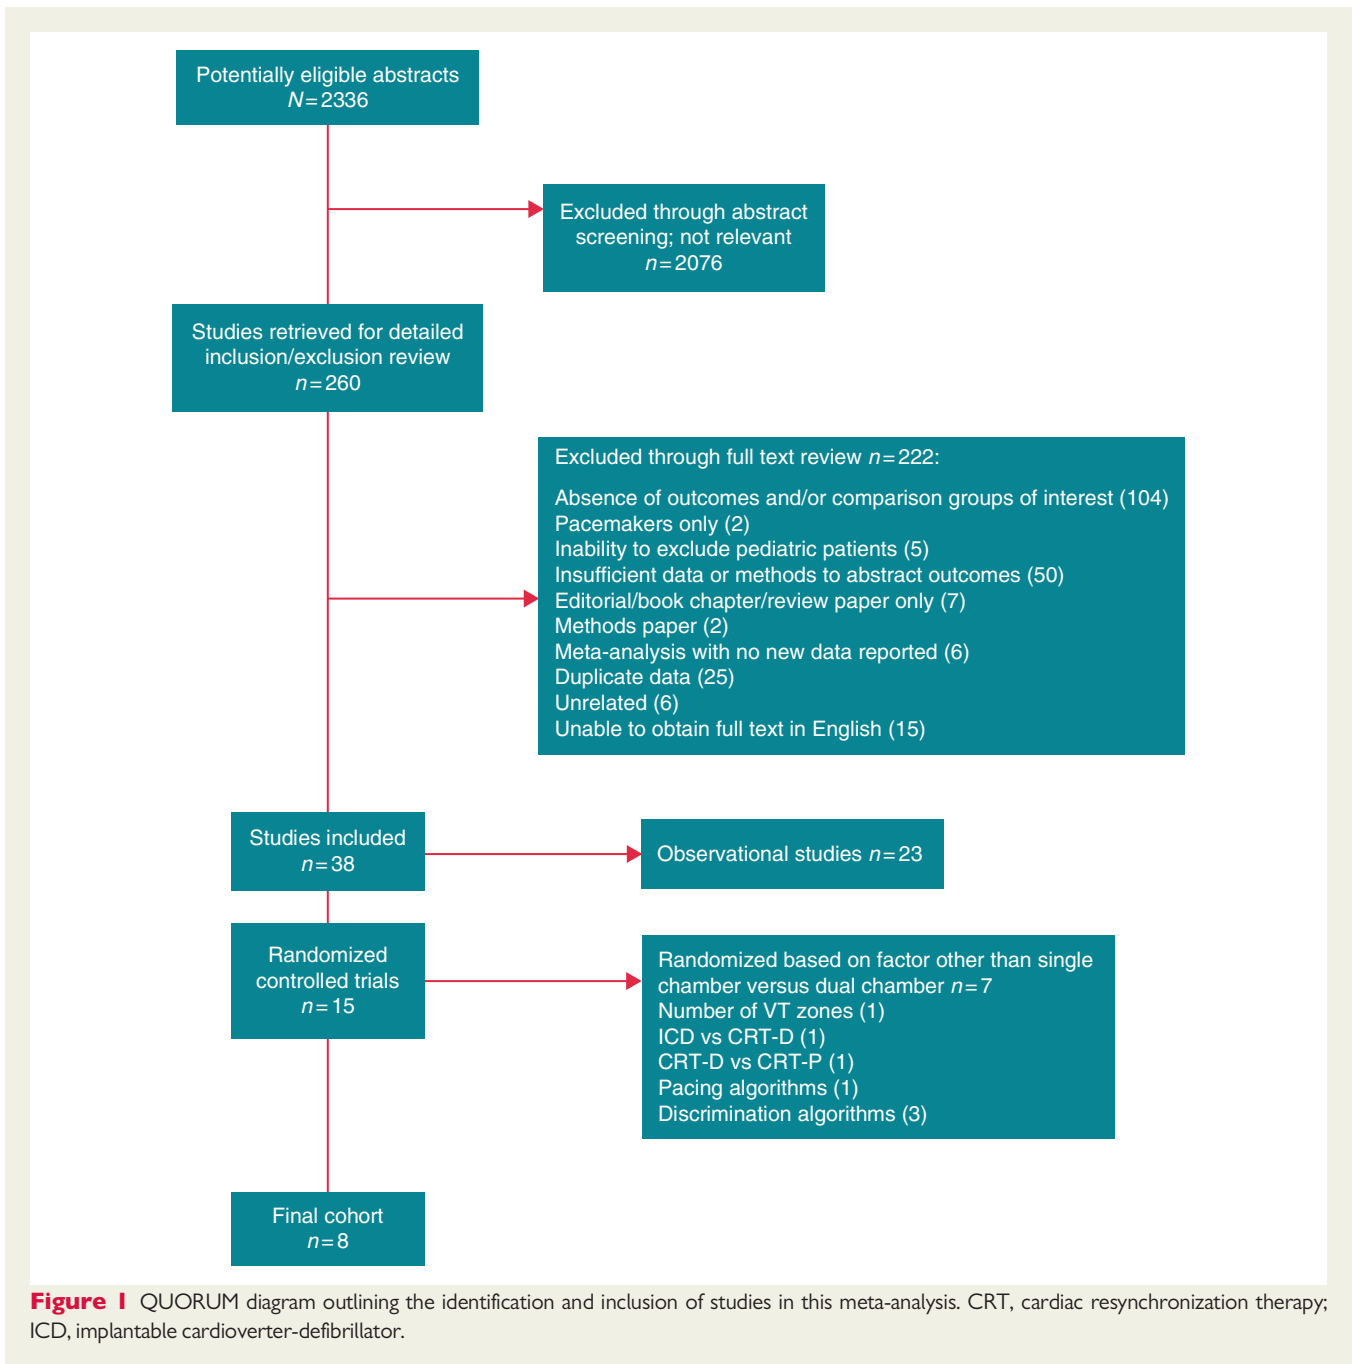 Potentially eligible abstracts
N=2336
Excluded through abstract
screening; not relevant
n=2076
Studies retrieved for detailed
inclusion/exclusion review
n=260
Excluded through full text review n=222:
Absence of outcomes and/or comparison groups of interest (104)
Pacemakers only (2)
Inability to exclude pediatric patients (5)
Insufficient data or methods to abstract outcomes (50)
Editorial/book chapter/review paper only (7)
Methods paper (2)
Meta-analysis with no new data reported (6)
Duplicate data (25)
Unrelated (6)
Unable to obtain full text in English (15)
Studies included
n=38
Observational studies n=23
Randomized
controlled trials
n=15
Randomized based on factor other than single
chamber versus dual chamber n=7
Number of VT zones (1)
ICD vs CRT-D (1)
CRT-D vs CRT-P (1)
Pacing algorithms (1)
Discrimination algorithms (3)
Final cohort
n=8
Figure 1 QUORUM diagram outlining the identification and inclusion of studies in this meta-analysis. CRT, cardiac resynchronization therapy;
ICD, implantable cardioverter-defibrillator.